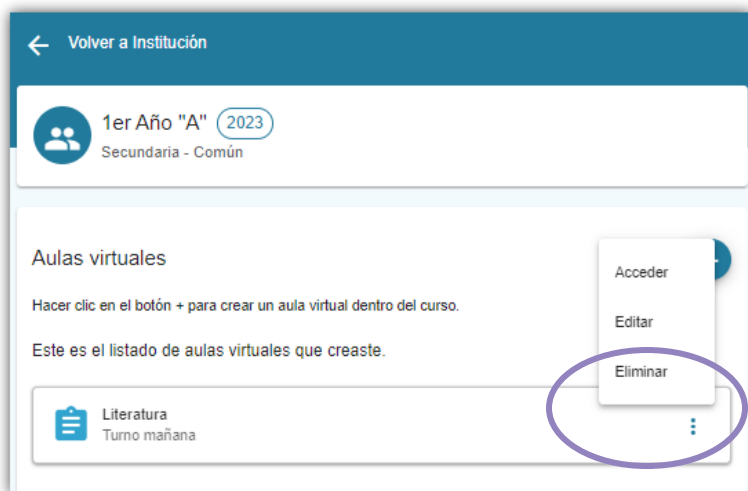 Volver a Institución
1er Año "A" 2023
Secundaria - Común
Aulas virtuales
Hacer clic en el botón + para crear un aula virtual dentro del curso.
Este es el listado de aulas virtuales que creaste.
Acceder
Editar
Eliminar
Literatura
Turno mañana